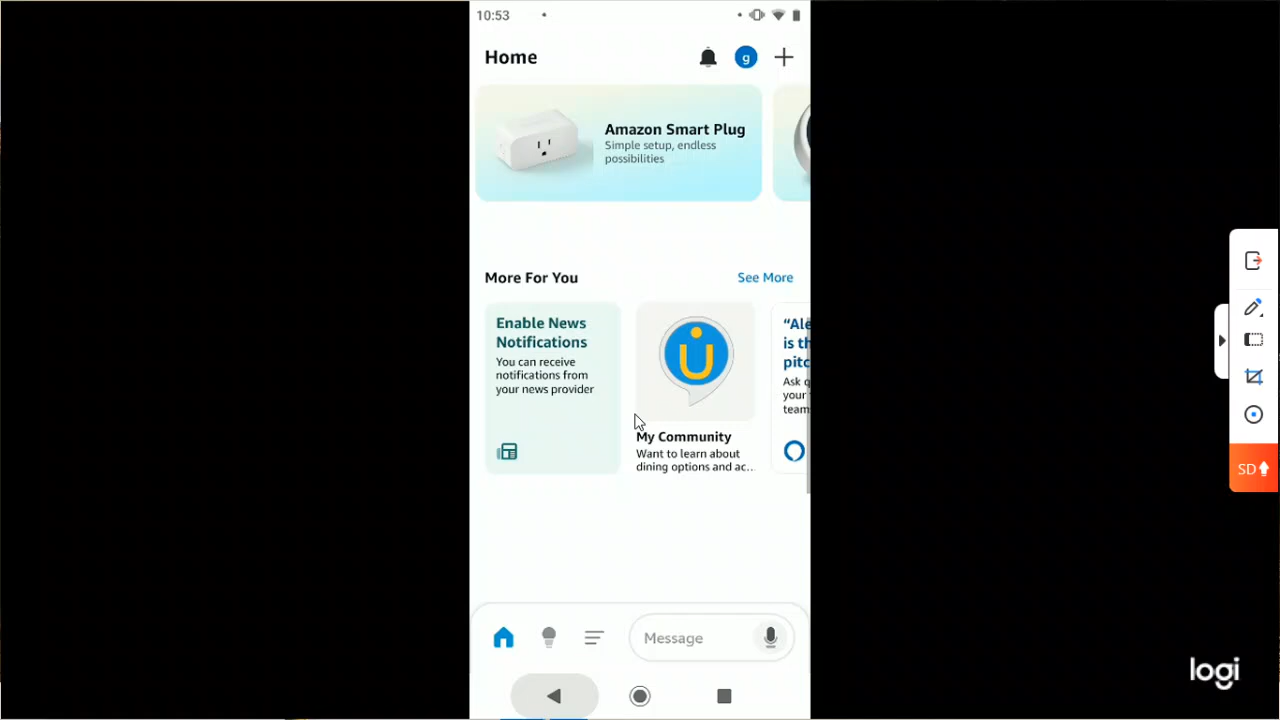 10:53
Home
g
Amazon Smart Plug
Simple setup, endless
possibilities
More For You
See More
Enable News
Notifications
You can receive
notifications from
your news provider
My Community
Want to learn about
dining options and ac...
“Ale
is th
pitc
Ask q
your
team
Message
SD
logi